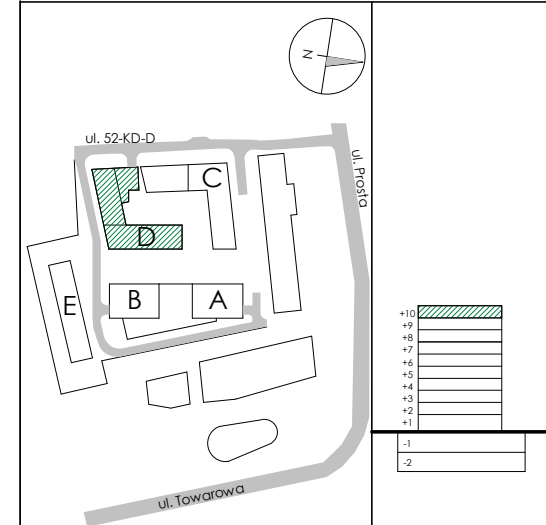 N
ul. 52-KD-D
ul. Prosta
C
D
E
B
A
ul. Towarowa
+10
+9
+8
+7
+6
+5
+4
+3
+2
+1
-1
-2